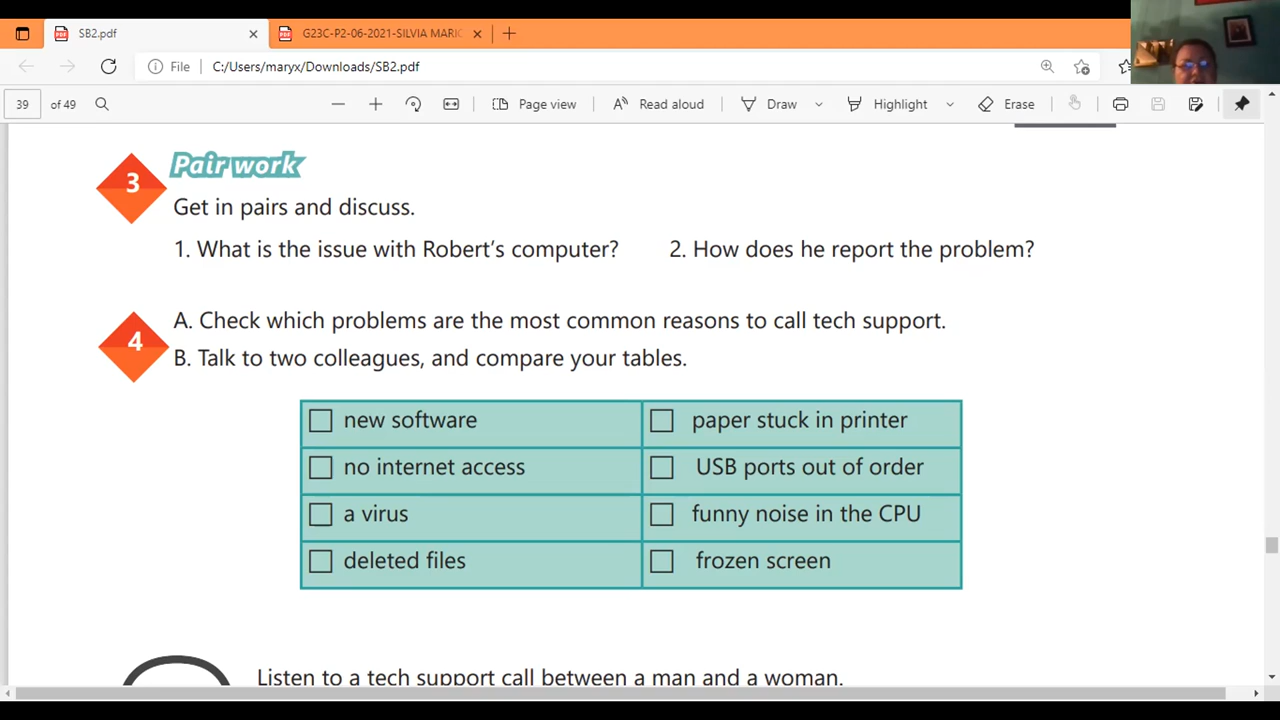 SB2.pdf
G23C-P2-06-2021-SILVIA MARIC
File C:/Users/maryx/Downloads/SB2.pdf
39 of 49
Page view
Read aloud
Draw
Highlight
Erase
3 Pair work
Get in pairs and discuss.
1. What is the issue with Robert's computer? 2. How does he report the problem?
4 A. Check which problems are the most common reasons to call tech support.
B. Talk to two colleagues, and compare your tables.
new software paper stuck in printer
no internet access USB ports out of order
a virus funny noise in the CPU
deleted files frozen screen
Listen to a tech support call between a man and a woman.